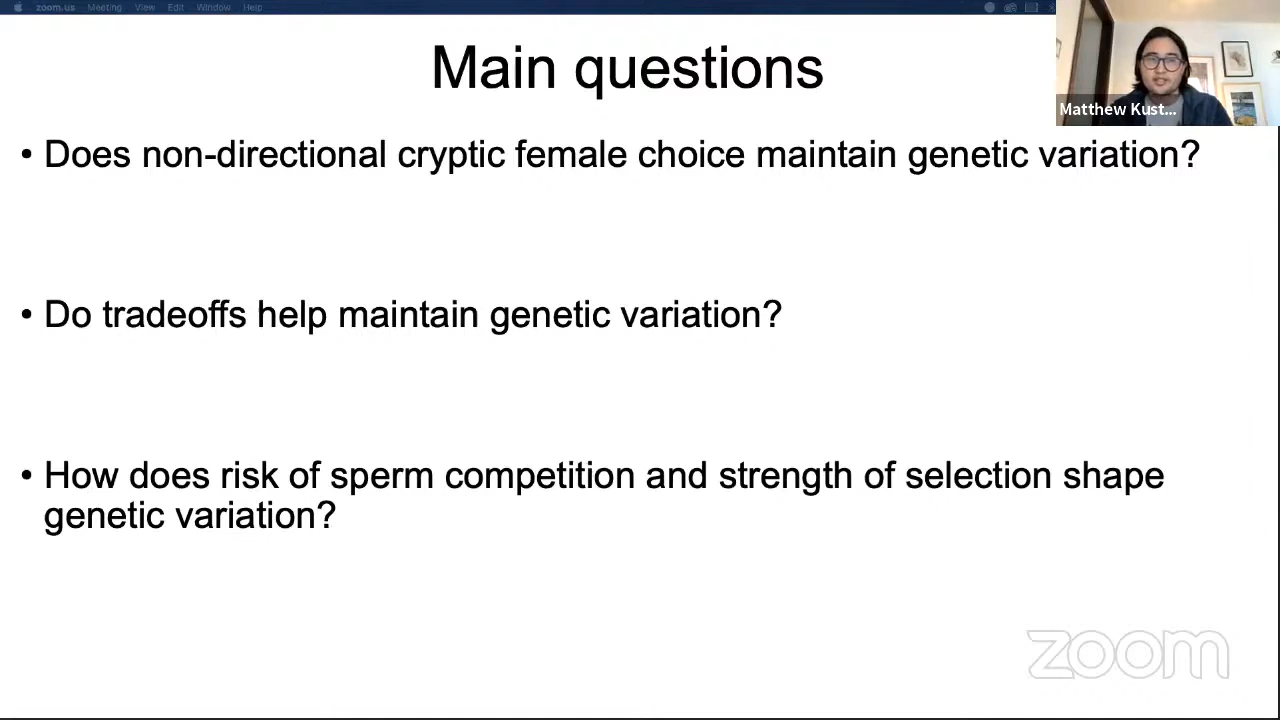 zoom.us Meeting View Edit Window Help
Main questions
Matthew Kust...
• Does non-directional cryptic female choice maintain genetic variation?
• Do tradeoffs help maintain genetic variation?
• How does risk of sperm competition and strength of selection shape
genetic variation?
zoom